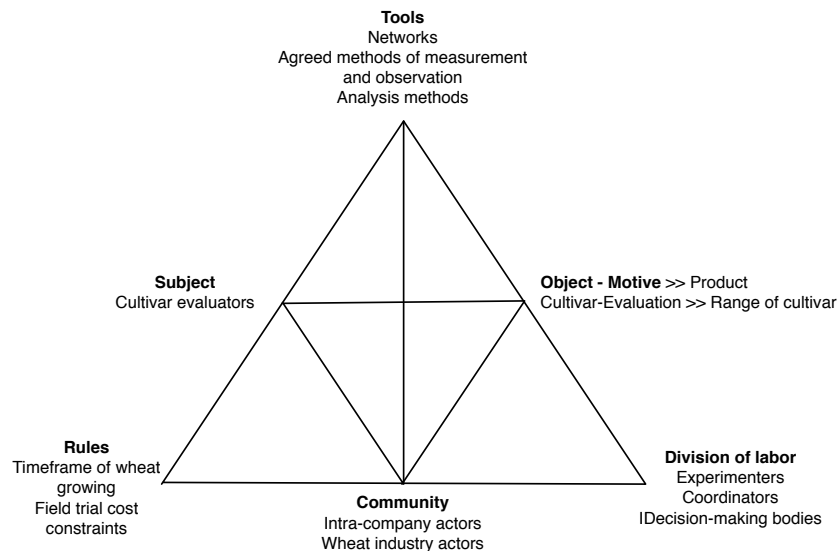 Tools
Networks
Agreed methods of measurement
and observation
Analysis methods
Subject
Cultivar evaluators
Object - Motive >> Product
Cultivar-Evaluation >> Range of cultivar
Rules
Timeframe of wheat
growing
Field trial cost
constraints
Community
Intra-company actors
Wheat industry actors
Division of labor
Experimenters
Coordinators
IDecision-making bodies